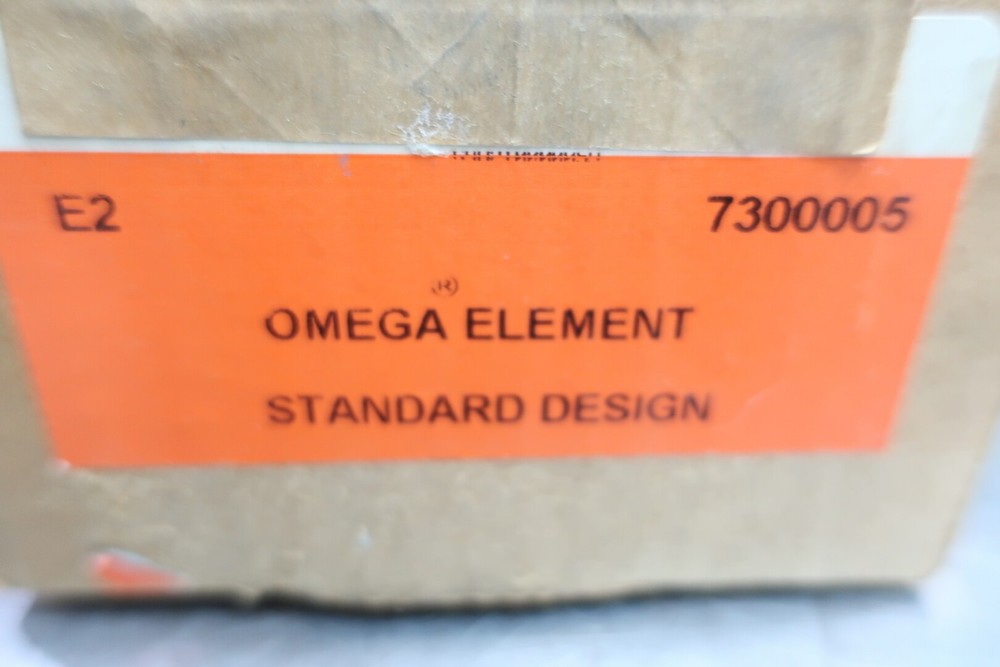 E2 7300005
OMEGA® ELEMENT
STANDARD DESIGN